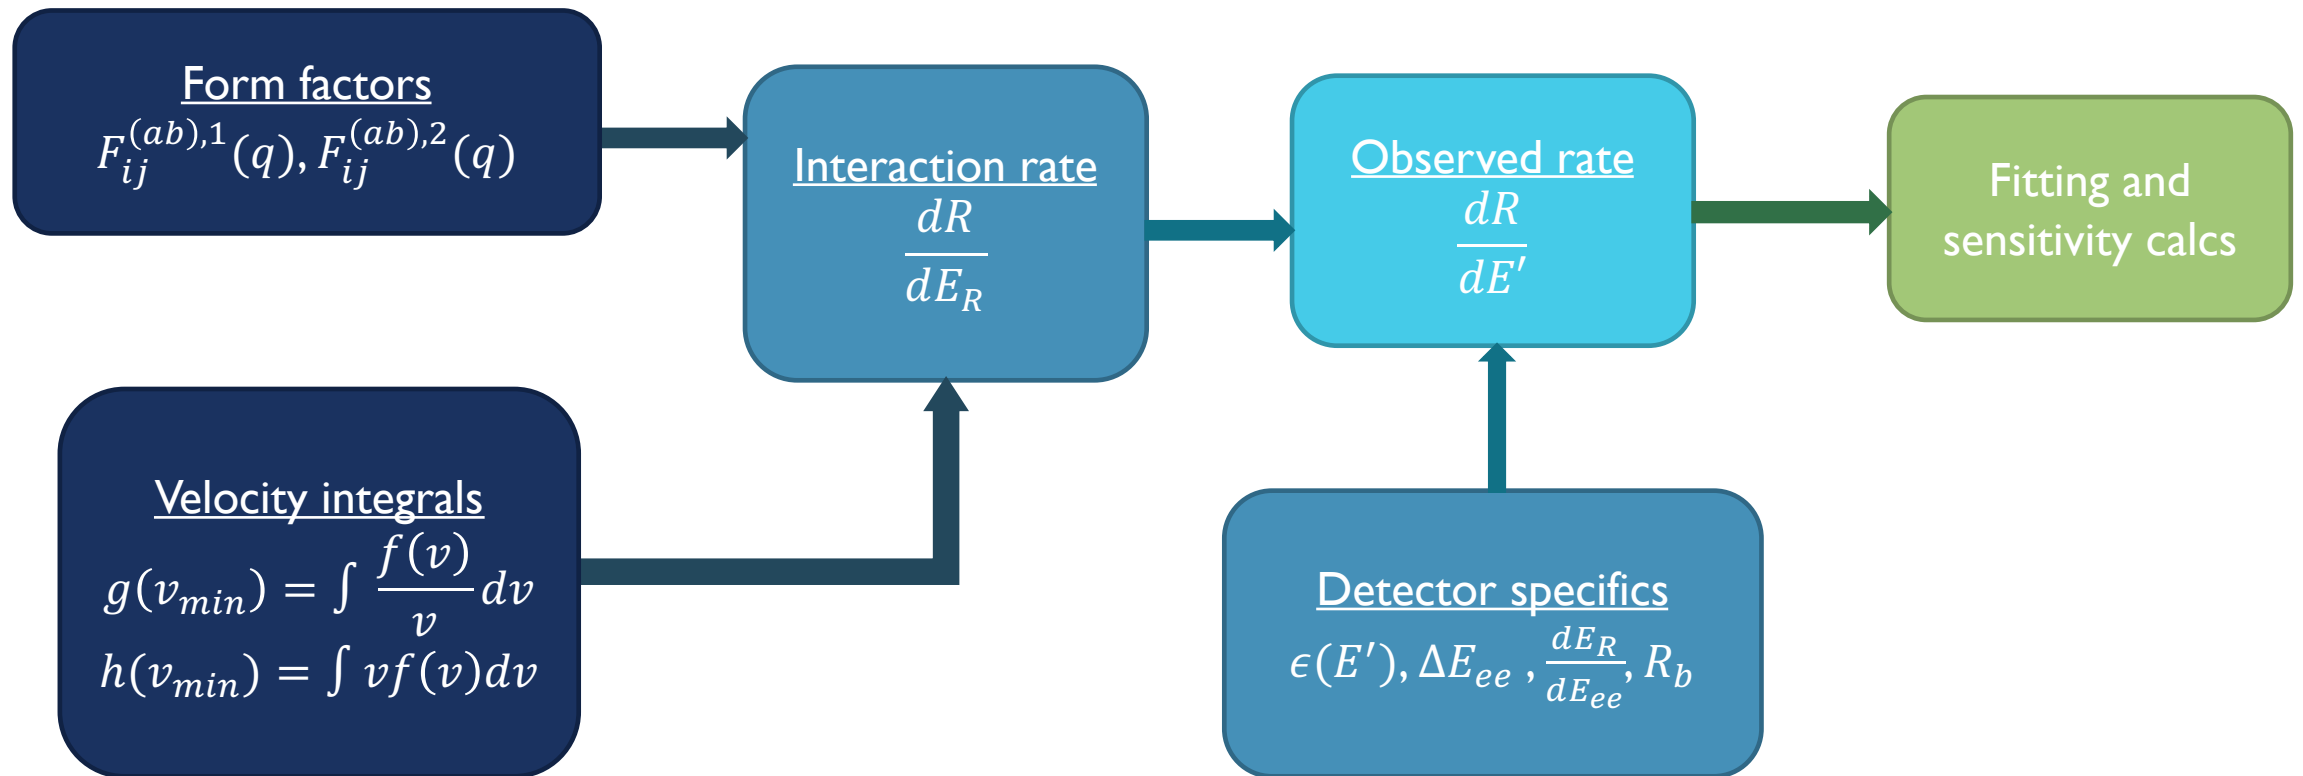 Form factors
F_{ij}^{(ab),1}(q), F_{ij}^{(ab),2}(q)
Interaction rate
dR/dE_R
Observed rate
dR/dE′
Fitting and
sensitivity calcs
Velocity integrals
g(v_{min}) = ∫ f(v)/v dv
h(v_{min}) = ∫ vf(v)dv
Detector specifics
ϵ(E′), ΔE_{ee} , dE_R/dE_{ee}, R_b